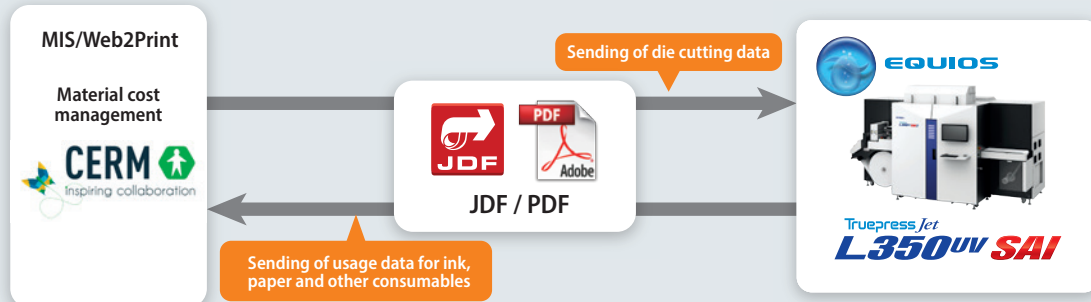 MIS/Web2Print
Material cost
management
CERM
Inspiring collaboration
Sending of die cutting data
JDF
PDF
Adobe
JDF / PDF
Sending of usage data for ink,
paper and other consumables
EQUIOS
Truepress Jet
L350UV SAI